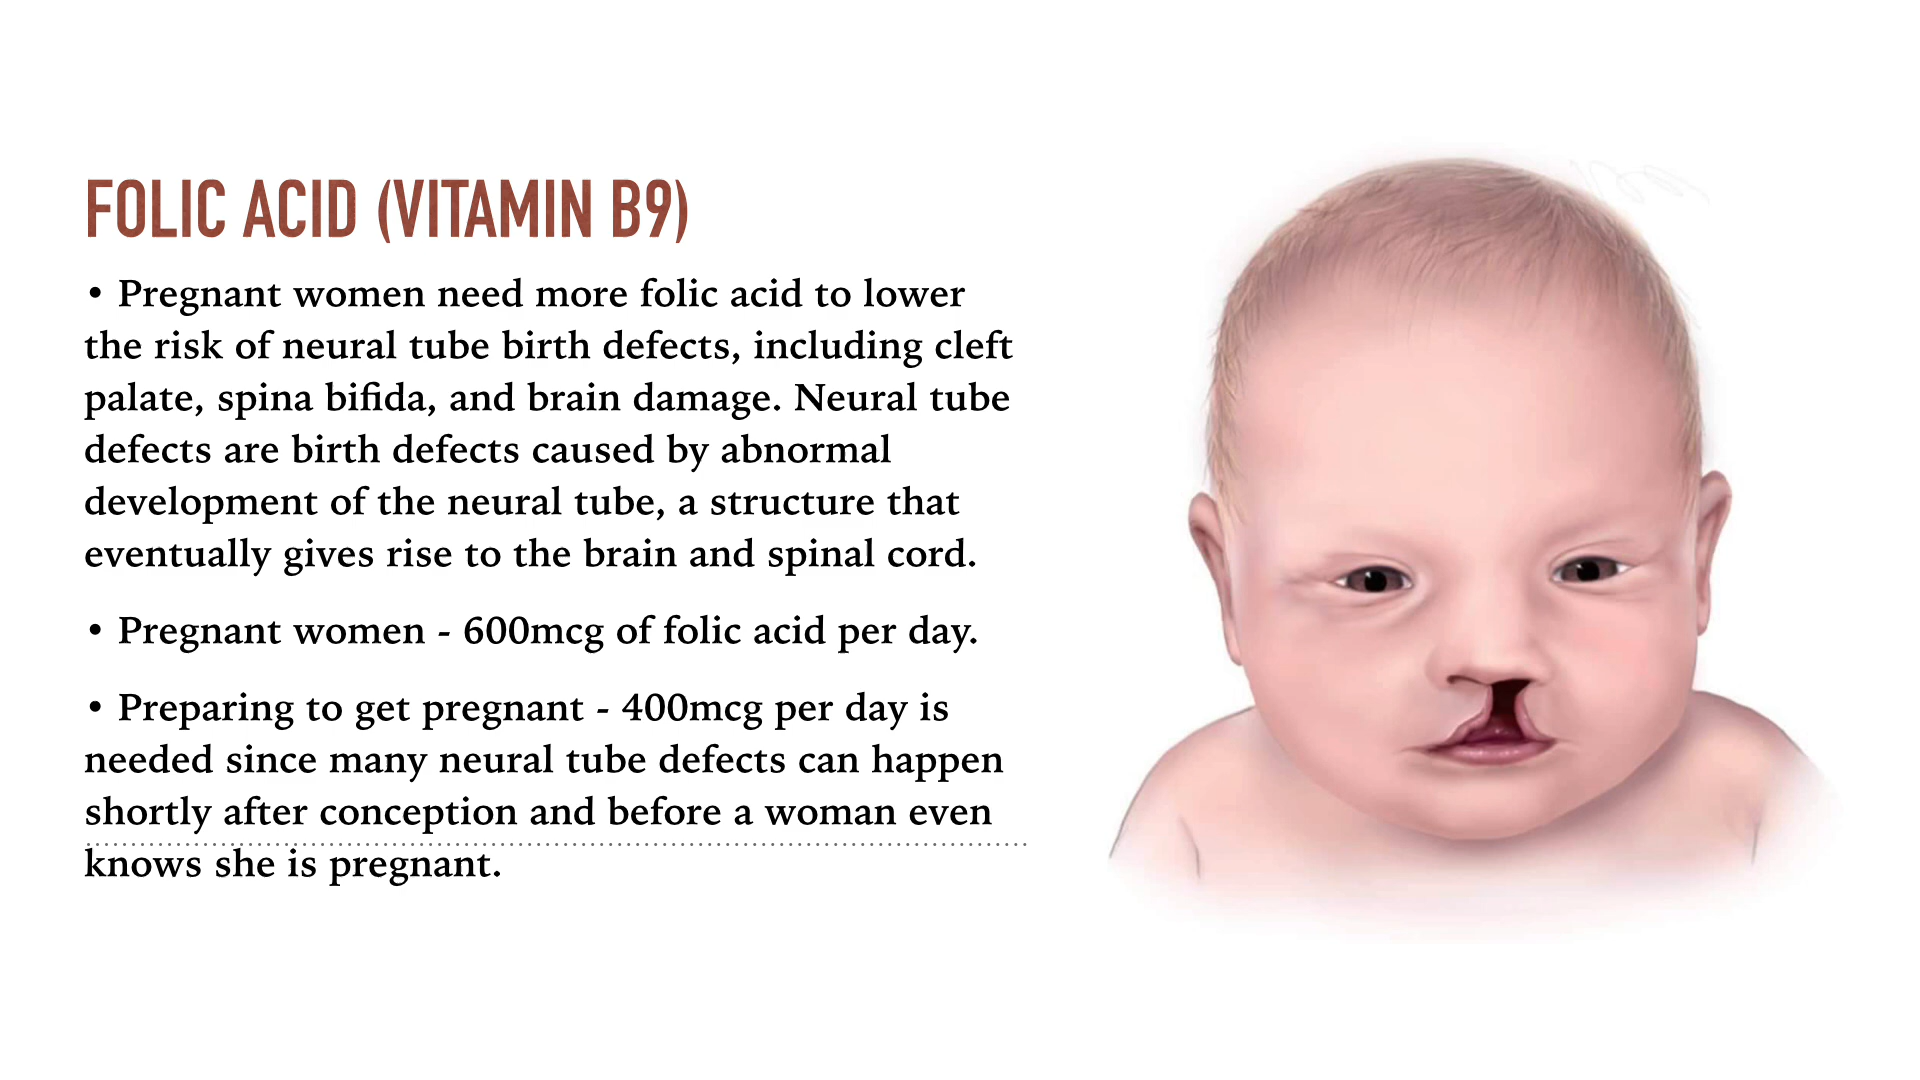 FOLIC ACID (VITAMIN B9)
• Pregnant women need more folic acid to lower
the risk of neural tube birth defects, including cleft
palate, spina bifida, and brain damage. Neural tube
defects are birth defects caused by abnormal
development of the neural tube, a structure that
eventually gives rise to the brain and spinal cord.
• Pregnant women - 600mcg of folic acid per day.
• Preparing to get pregnant - 400mcg per day is
needed since many neural tube defects can happen
shortly after conception and before a woman even
knows she is pregnant.